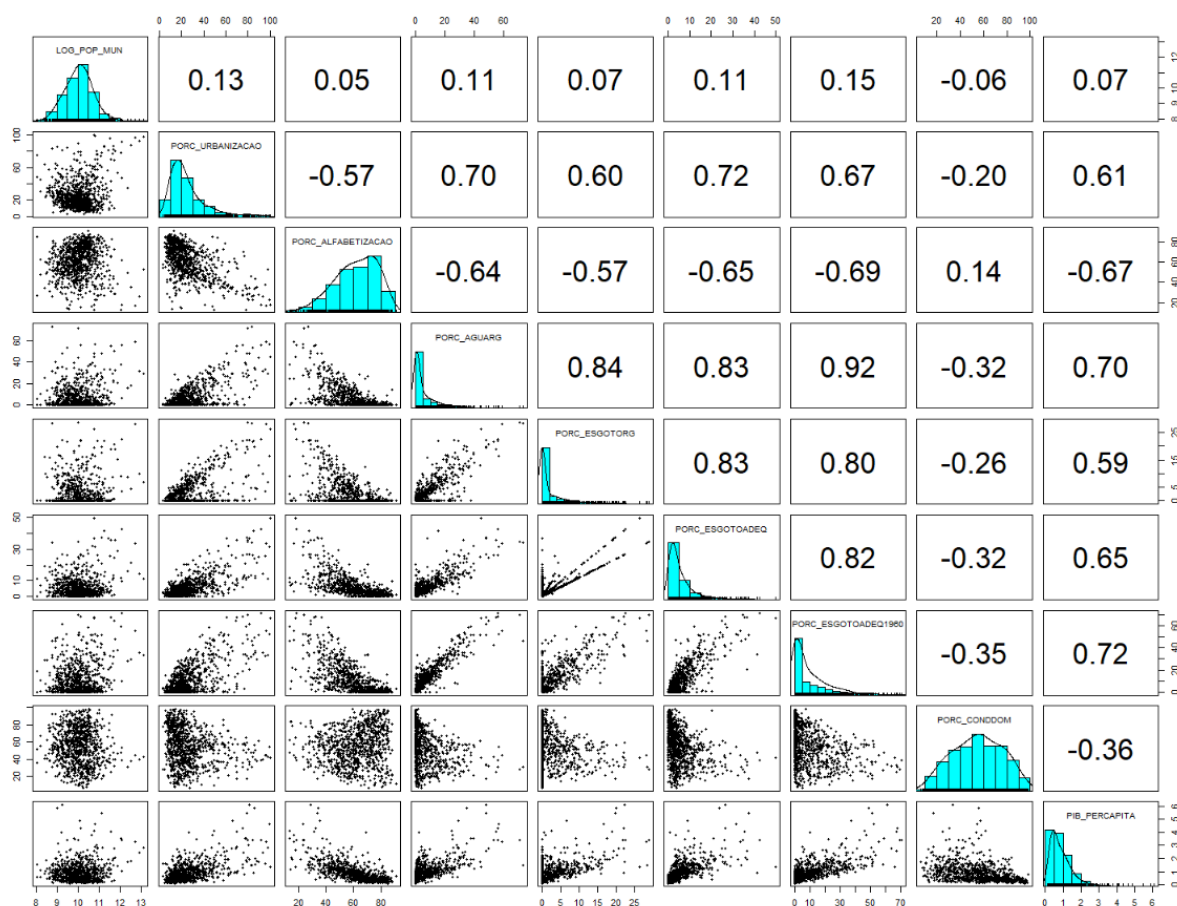 0 20 40 60 80 100 0 20 40 60 0 10 20 30 40 50 20 40 60 80 100
LOG_POP_MUN
0.13 0.05 0.11 0.07 0.11 0.15 -0.06 0.07
8 9 10 11 12
0 20 60 100
PORC_URBANIZACAO
-0.57 0.70 0.60 0.72 0.67 -0.20 0.61
PORC_ALFABETIZACAO
-0.64 -0.57 -0.65 -0.69 0.14 -0.67
20 40 60 80
0 20 40 60
PORC_AGUARG
0.84 0.83 0.92 -0.32 0.70
PORC_ESGOTORG
0.83 0.80 -0.26 0.59
0 5 15 25
0 10 30 50
PORC_ESGOTOADEQ
0.82 -0.32 0.65
PORC_ESGOTOADEQ1960
-0.35 0.72
0 20 40 60
20 40 60 80
PORC_CONDDOM
-0.36
PIB_PERCAPITA
0 1 2 3 4 5 6
8 9 10 11 12 13 20 40 60 80 0 5 10 15 20 25 0 10 20 30 40 50 60 70 0 1 2 3 4 5 6